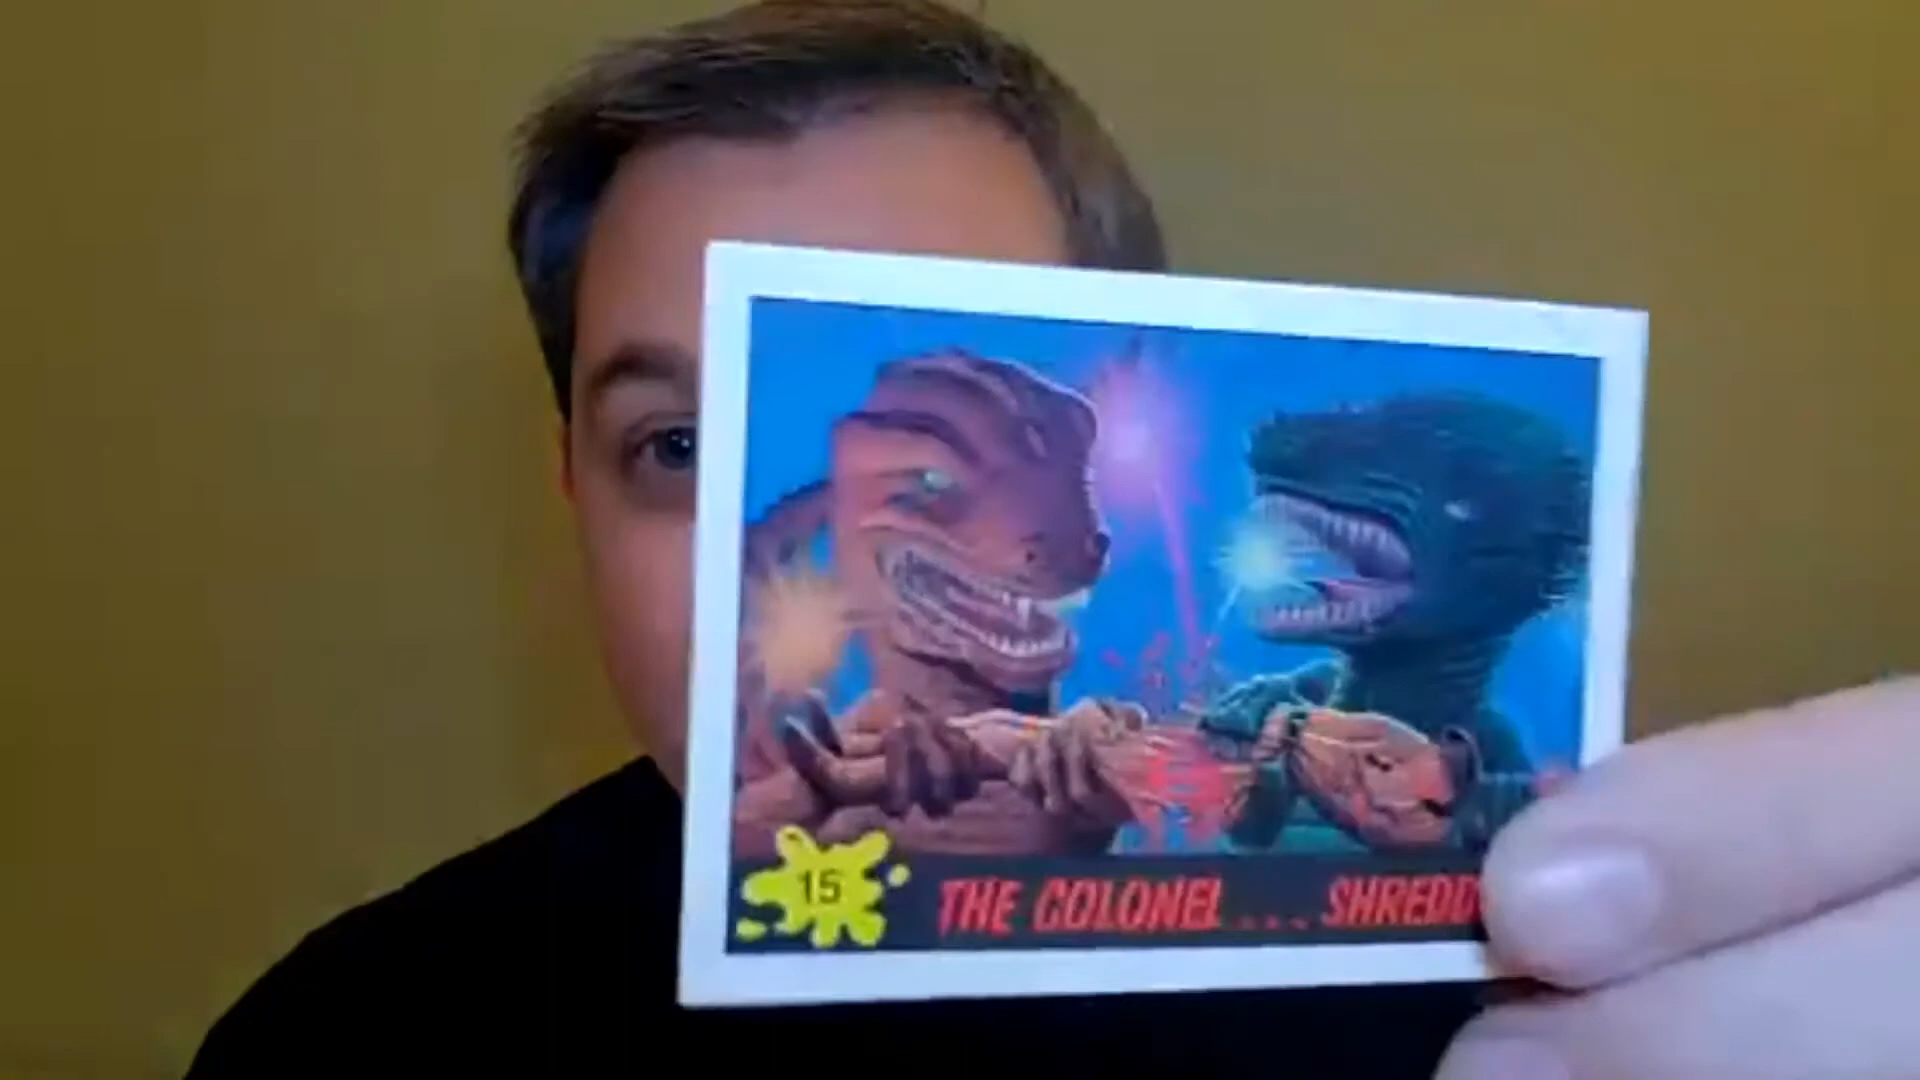 15
THE COLONEL . . . SHREDD